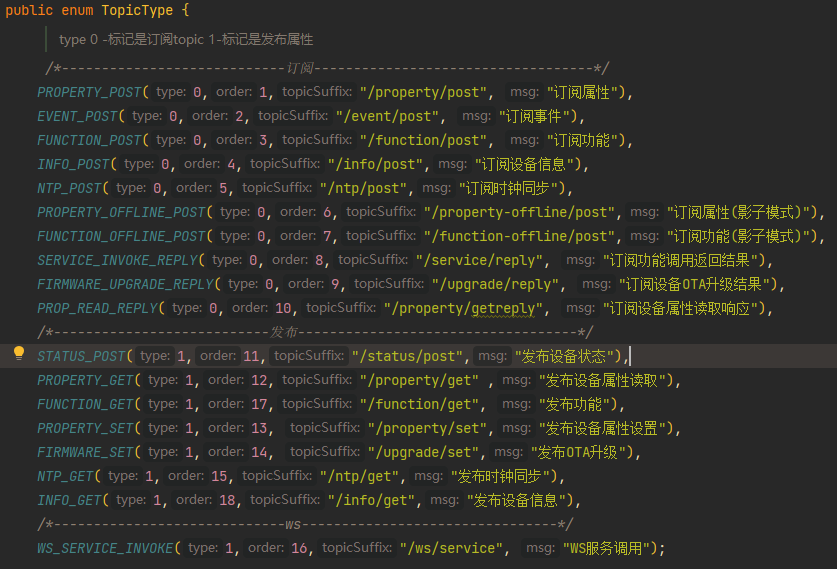 public enum TopicType {
type 0 -标记是订阅topic 1-标记是发布属性
/*----------------------------订阅-----------------------------------*/
PROPERTY_POST( type: 0, order: 1, topicSuffix: "/property/post", msg: "订阅属性"),
EVENT_POST( type: 0, order: 2, topicSuffix: "/event/post", msg: "订阅事件"),
FUNCTION_POST( type: 0, order: 3, topicSuffix: "/function/post", msg: "订阅功能"),
INFO_POST( type: 0, order: 4, topicSuffix: "/info/post", msg: "订阅设备信息"),
NTP_POST( type: 0, order: 5, topicSuffix: "/ntp/post", msg: "订阅时钟同步"),
PROPERTY_OFFLINE_POST( type: 0, order: 6, topicSuffix: "/property-offline/post", msg: "订阅属性(影子模式)"),
FUNCTION_OFFLINE_POST( type: 0, order: 7, topicSuffix: "/function-offline/post", msg: "订阅功能(影子模式)"),
SERVICE_INVOKE_REPLY( type: 0, order: 8, topicSuffix: "/service/reply", msg: "订阅功能调用返回结果"),
FIRMWARE_UPGRADE_REPLY( type: 0, order: 9, topicSuffix: "/upgrade/reply", msg: "订阅设备OTA升级结果"),
PROP_READ_REPLY( type: 0, order: 10, topicSuffix: "/property/getreply", msg: "订阅设备属性读取响应"),
/*---------------------------发布-----------------------------------*/
STATUS_POST( type: 1, order: 11, topicSuffix: "/status/post", msg: "发布设备状态"),
PROPERTY_GET( type: 1, order: 12, topicSuffix: "/property/get" , msg: "发布设备属性读取"),
FUNCTION_GET( type: 1, order: 17, topicSuffix: "/function/get", msg: "发布功能"),
PROPERTY_SET( type: 1, order: 13, topicSuffix: "/property/set", msg: "发布设备属性设置"),
FIRMWARE_SET( type: 1, order: 14, topicSuffix: "/upgrade/set", msg: "发布OTA升级"),
NTP_GET( type: 1, order: 15, topicSuffix: "/ntp/get", msg: "发布时钟同步"),
INFO_GET( type: 1, order: 18, topicSuffix: "/info/get", msg: "发布设备信息"),
/*-----------------------------ws--------------------------------*/
WS_SERVICE_INVOKE( type: 1, order: 16, topicSuffix: "/ws/service", msg: "WS服务调用");